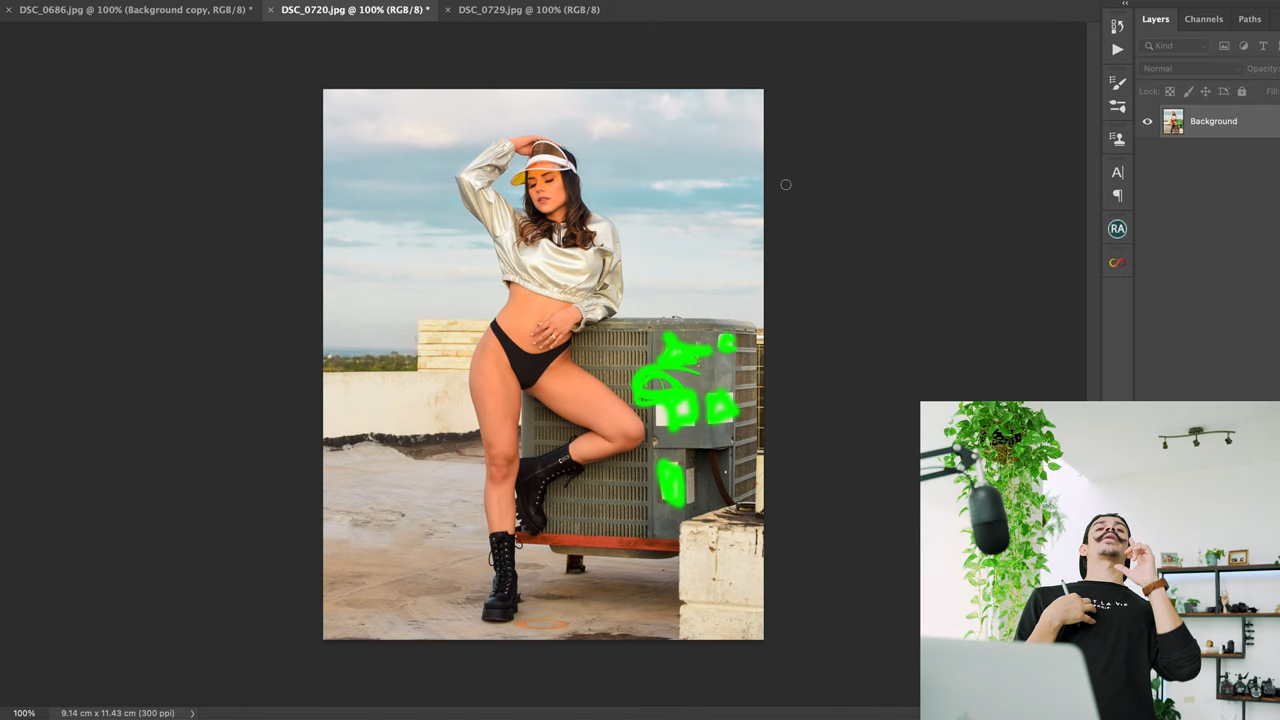 × DSC_0686.jpg @ 100% (Background copy, RGB/8) *
× DSC_0720.jpg @ 100% (RGB/8) *
× DSC_0729.jpg @ 100% (RGB/8)
Layers Channels Paths
Kind
Normal
Opacity:
Lock:
Fill:
Background
A|
¶
RA
100%
9.14 cm x 11.43 cm (300 ppi)